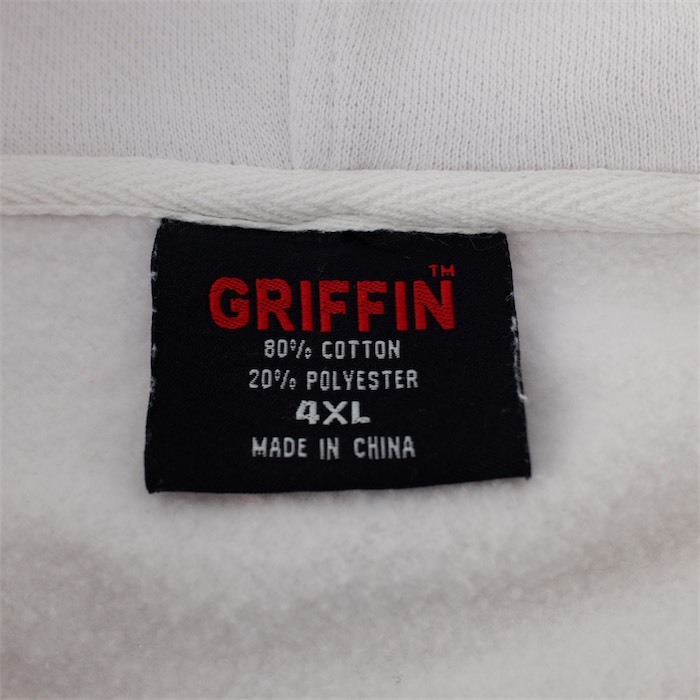 GRIFFIN™
80% COTTON
20% POLYESTER
4XL
MADE IN CHINA